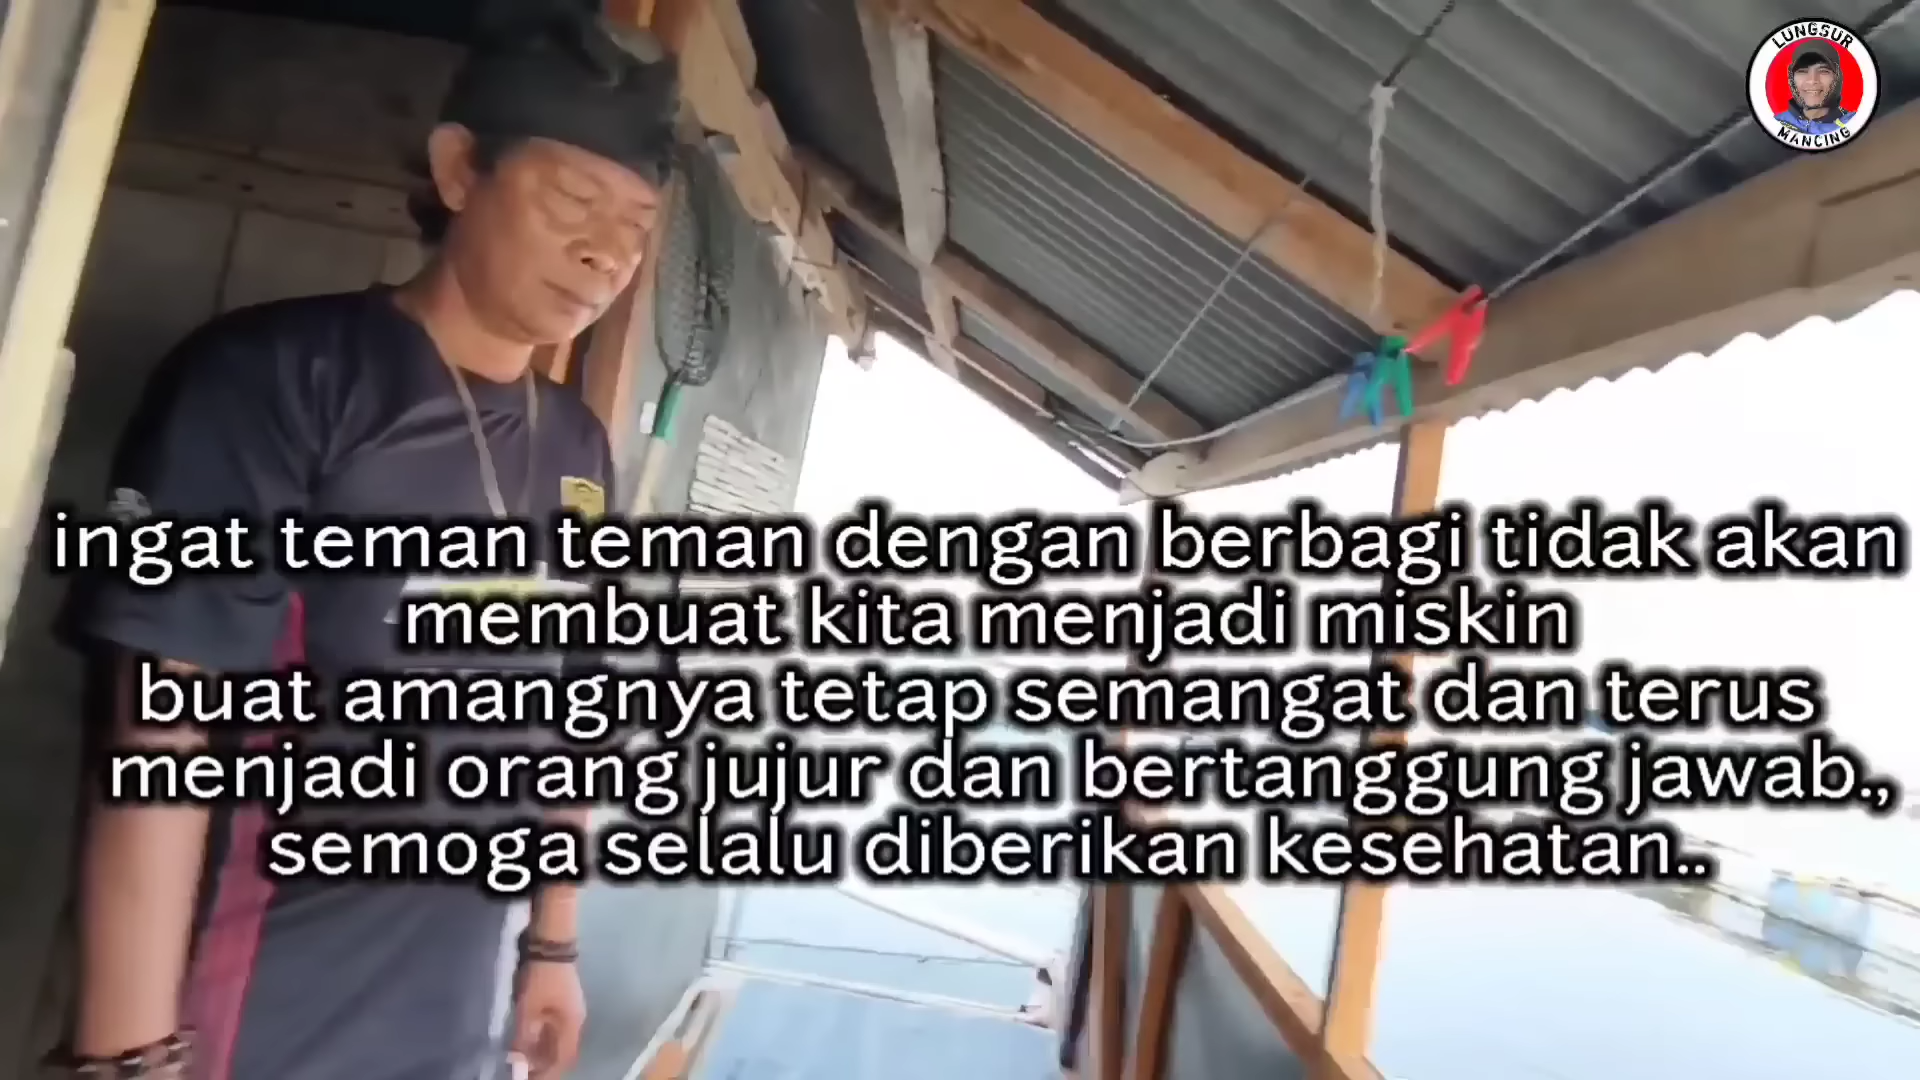 LUNGSUR
MANCING
ingat teman teman dengan berbagi tidak akan
membuat kita menjadi miskin
buat amangnya tetap semangat dan terus
menjadi orang jujur dan bertanggung jawab.,
semoga selalu diberikan kesehatan..